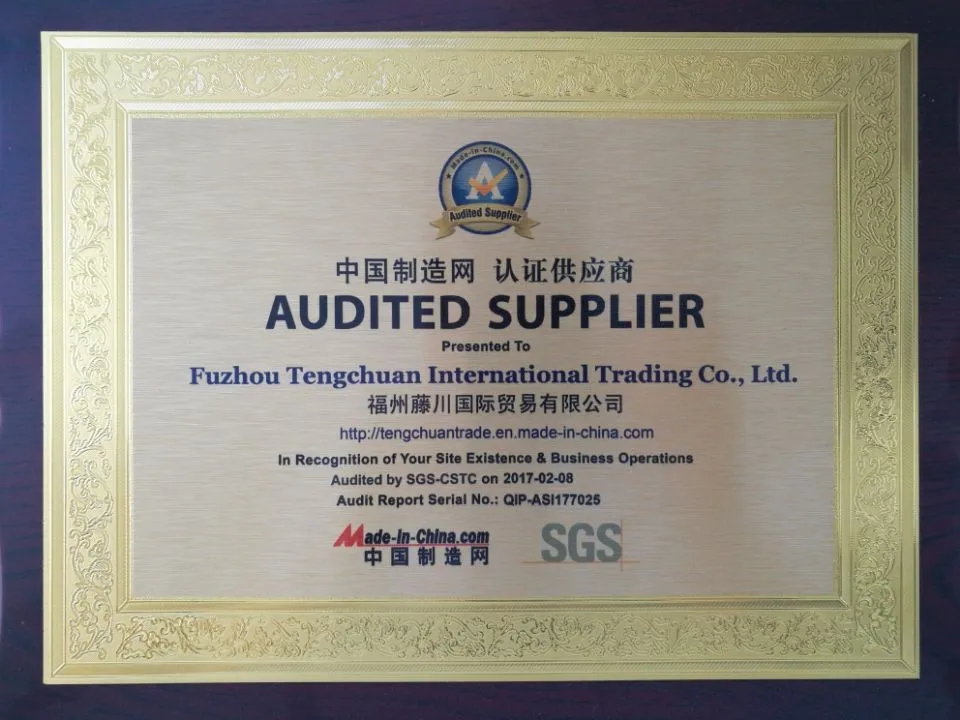 Made-in-China.com
A
Audited Supplier
中国制造网 认证供应商
AUDITED SUPPLIER
Presented To
Fuzhou Tengchuan International Trading Co., Ltd.
福州藤川国际贸易有限公司
http://tengchuantrade.en.made-in-china.com
In Recognition of Your Site Existence & Business Operations
Audited by SGS-CSTC on 2017-02-08
Audit Report Serial No.: QIP-ASI177025
Made-in-China.com
中国制造网
SGS